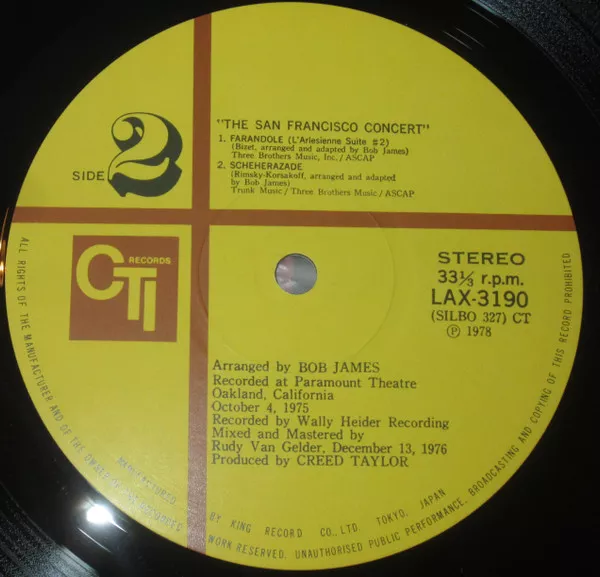 "THE SAN FRANCISCO CONCERT"
1. FARANDOLE (L'Arlesienne Suite #2)
(Bizet, arranged and adapted by Bob James)
Three Brothers Music, Inc./ASCAP
2. SCHEHERAZADE
(Rimsky-Korsakoff, arranged and adapted
by Bob James)
Trunk Music/Three Brothers Music/ASCAP
SIDE 2
CTI RECORDS
STEREO
33⅓ r.p.m.
LAX-3190
(SILBO 327) CT
Ⓟ 1978
Arranged by BOB JAMES
Recorded at Paramount Theatre
Oakland, California
October 4, 1975
Recorded by Wally Heider Recording
Mixed and Mastered by
Rudy Van Gelder, December 13, 1976
Produced by CREED TAYLOR
MANUFACTURED BY KING RECORD CO., LTD. TOKYO, JAPAN
ALL RIGHTS OF THE MANUFACTURER AND OF THE OWNER OF THE REPRODUCED WORK RESERVED. UNAUTHORISED PUBLIC PERFORMANCE, BROADCASTING AND COPYING OF THIS RECORD PROHIBITED